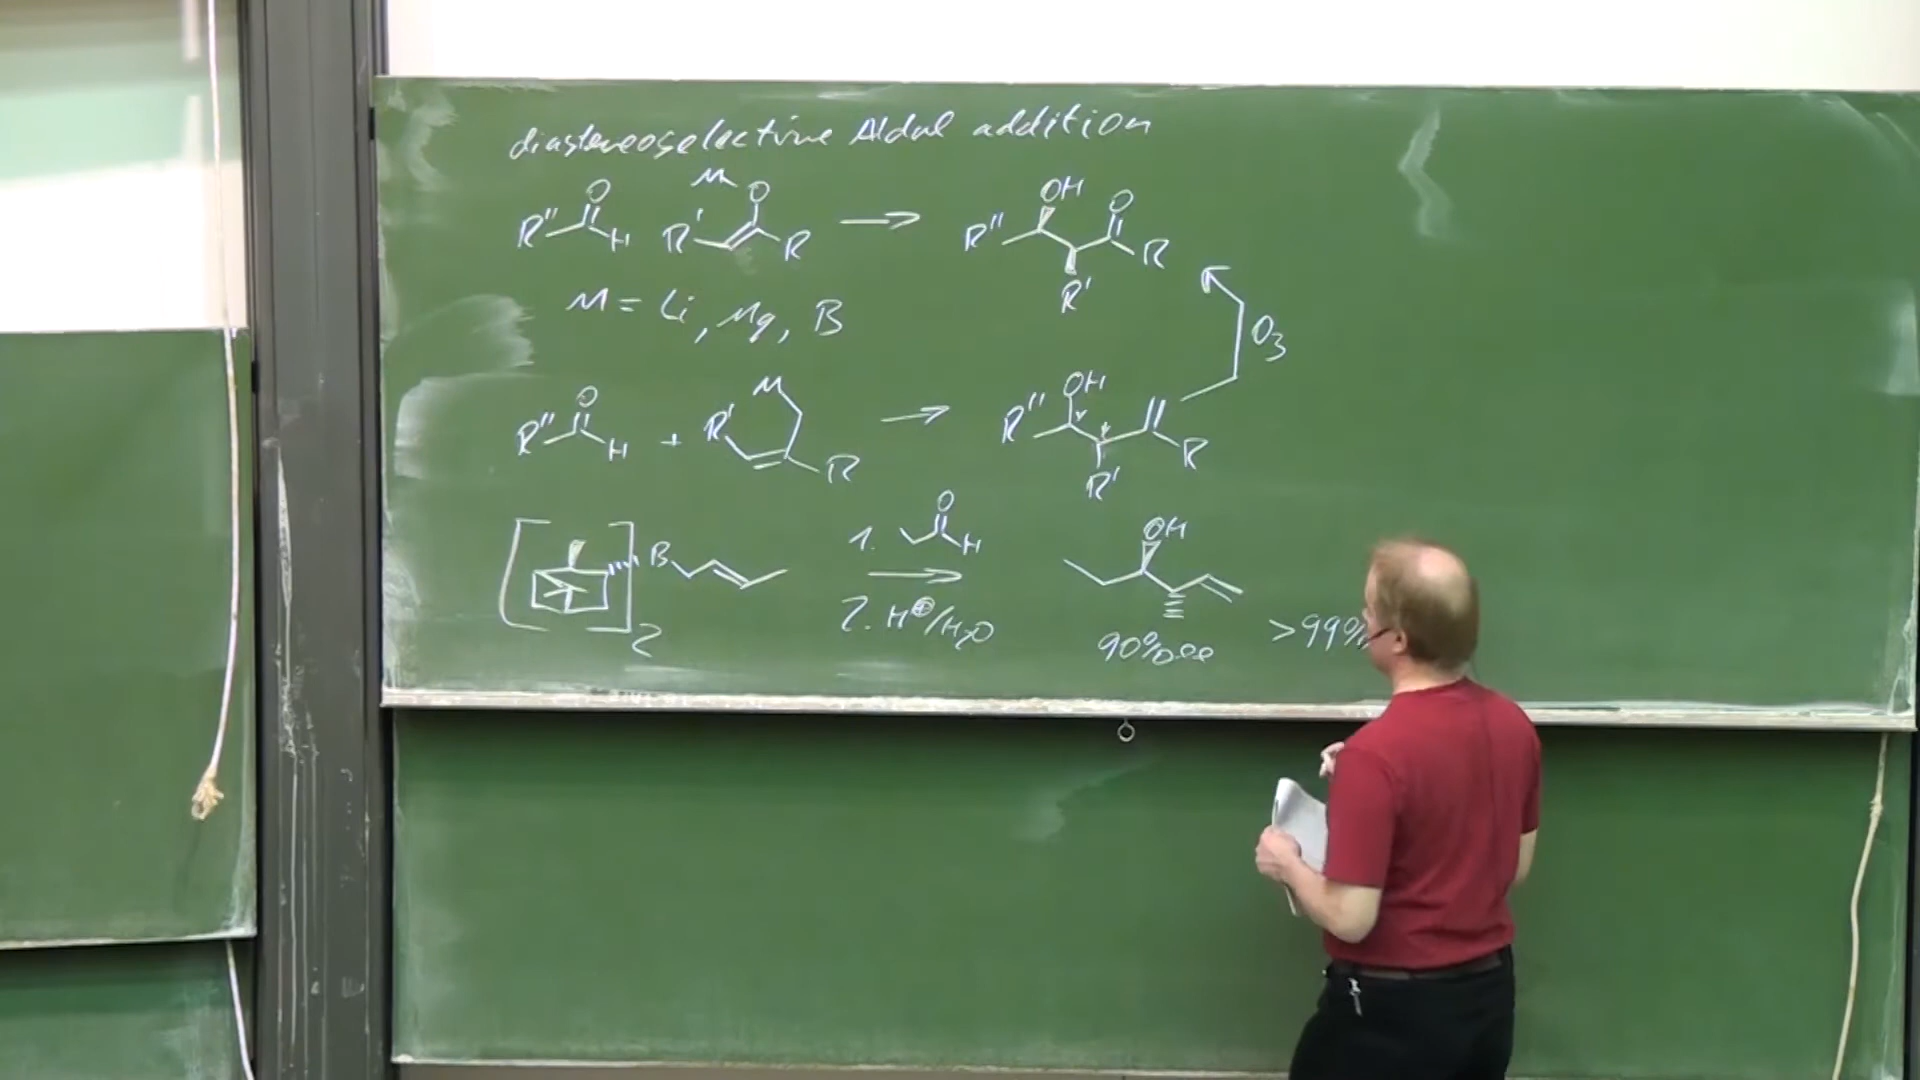 diastereoselective Aldol addition
R'' O H R' M O R → R'' OH R' O R
M = Li, Mg, B
O3
R'' O H + R' M R → R'' OH * * R' R
[ ]2 B 1. O H → 2. H⊕/H2O OH
90%ee >99%